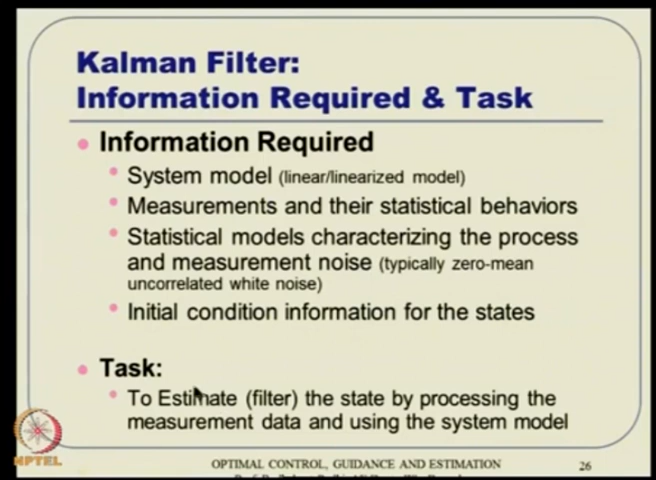 Kalman Filter:
Information Required & Task
Information Required
System model (linear/linearized model)
Measurements and their statistical behaviors
Statistical models characterizing the process
and measurement noise (typically zero-mean
uncorrelated white noise)
Initial condition information for the states
Task:
To Estimate (filter) the state by processing the
measurement data and using the system model
NPTEL
OPTIMAL CONTROL, GUIDANCE AND ESTIMATION
26